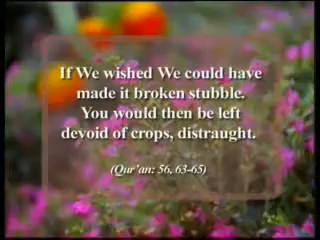 If We wished We could have
made it broken stubble.
You would then be left
devoid of crops, distraught.
(Qur'an: 56, 63-65)